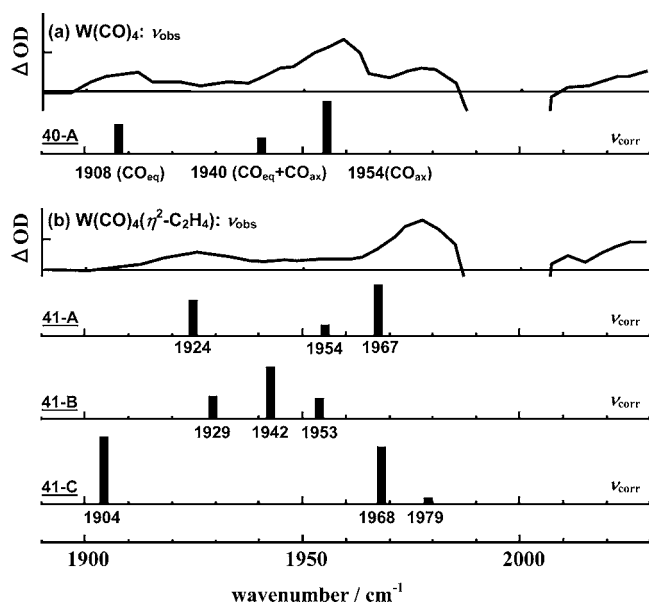 (a) W(CO)4: νobs
Δ OD
40-A
νcorr
1908 (COeq)
1940 (COeq+COax)
1954(COax)
(b) W(CO)4(η2-C2H4): νobs
Δ OD
41-A
νcorr
1924
1954
1967
41-B
νcorr
1929
1942
1953
41-C
νcorr
1904
1968
1979
1900
1950
2000
wavenumber / cm-1